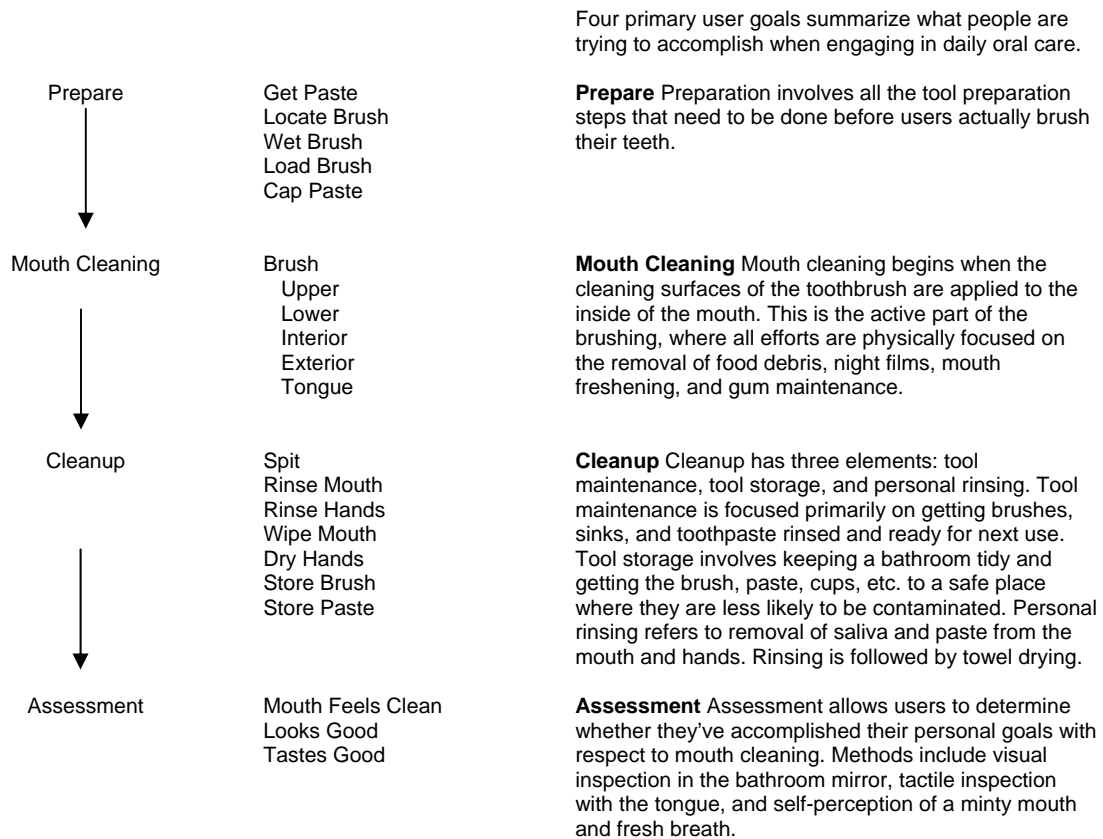 Four primary user goals summarize what people are
trying to accomplish when engaging in daily oral care.
Prepare
Get Paste
Locate Brush
Wet Brush
Load Brush
Cap Paste
Prepare Preparation involves all the tool preparation
steps that need to be done before users actually brush
their teeth.
Mouth Cleaning
Brush
Upper
Lower
Interior
Exterior
Tongue
Mouth Cleaning Mouth cleaning begins when the
cleaning surfaces of the toothbrush are applied to the
inside of the mouth. This is the active part of the
brushing, where all efforts are physically focused on
the removal of food debris, night films, mouth
freshening, and gum maintenance.
Cleanup
Spit
Rinse Mouth
Rinse Hands
Wipe Mouth
Dry Hands
Store Brush
Store Paste
Cleanup Cleanup has three elements: tool
maintenance, tool storage, and personal rinsing. Tool
maintenance is focused primarily on getting brushes,
sinks, and toothpaste rinsed and ready for next use.
Tool storage involves keeping a bathroom tidy and
getting the brush, paste, cups, etc. to a safe place
where they are less likely to be contaminated. Personal
rinsing refers to removal of saliva and paste from the
mouth and hands. Rinsing is followed by towel drying.
Assessment
Mouth Feels Clean
Looks Good
Tastes Good
Assessment Assessment allows users to determine
whether they’ve accomplished their personal goals with
respect to mouth cleaning. Methods include visual
inspection in the bathroom mirror, tactile inspection
with the tongue, and self-perception of a minty mouth
and fresh breath.